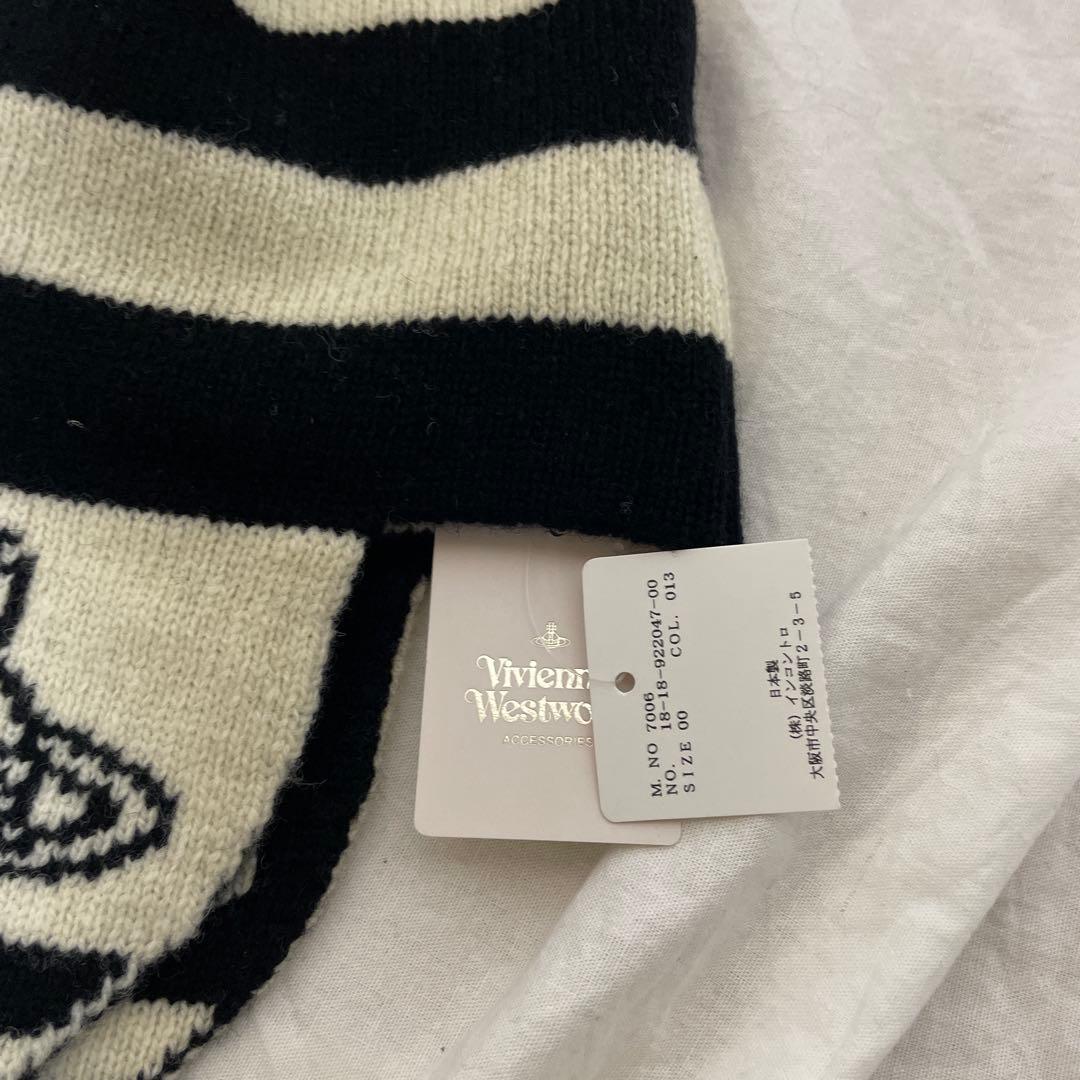 Vivienn
Westwo
ACCESSORIES
M. NO 7006
NO. 18-18-922047-00
SIZE 00 COL. 013
日本製
(株) インコントロ
大阪市中央区淡路町2-3-5